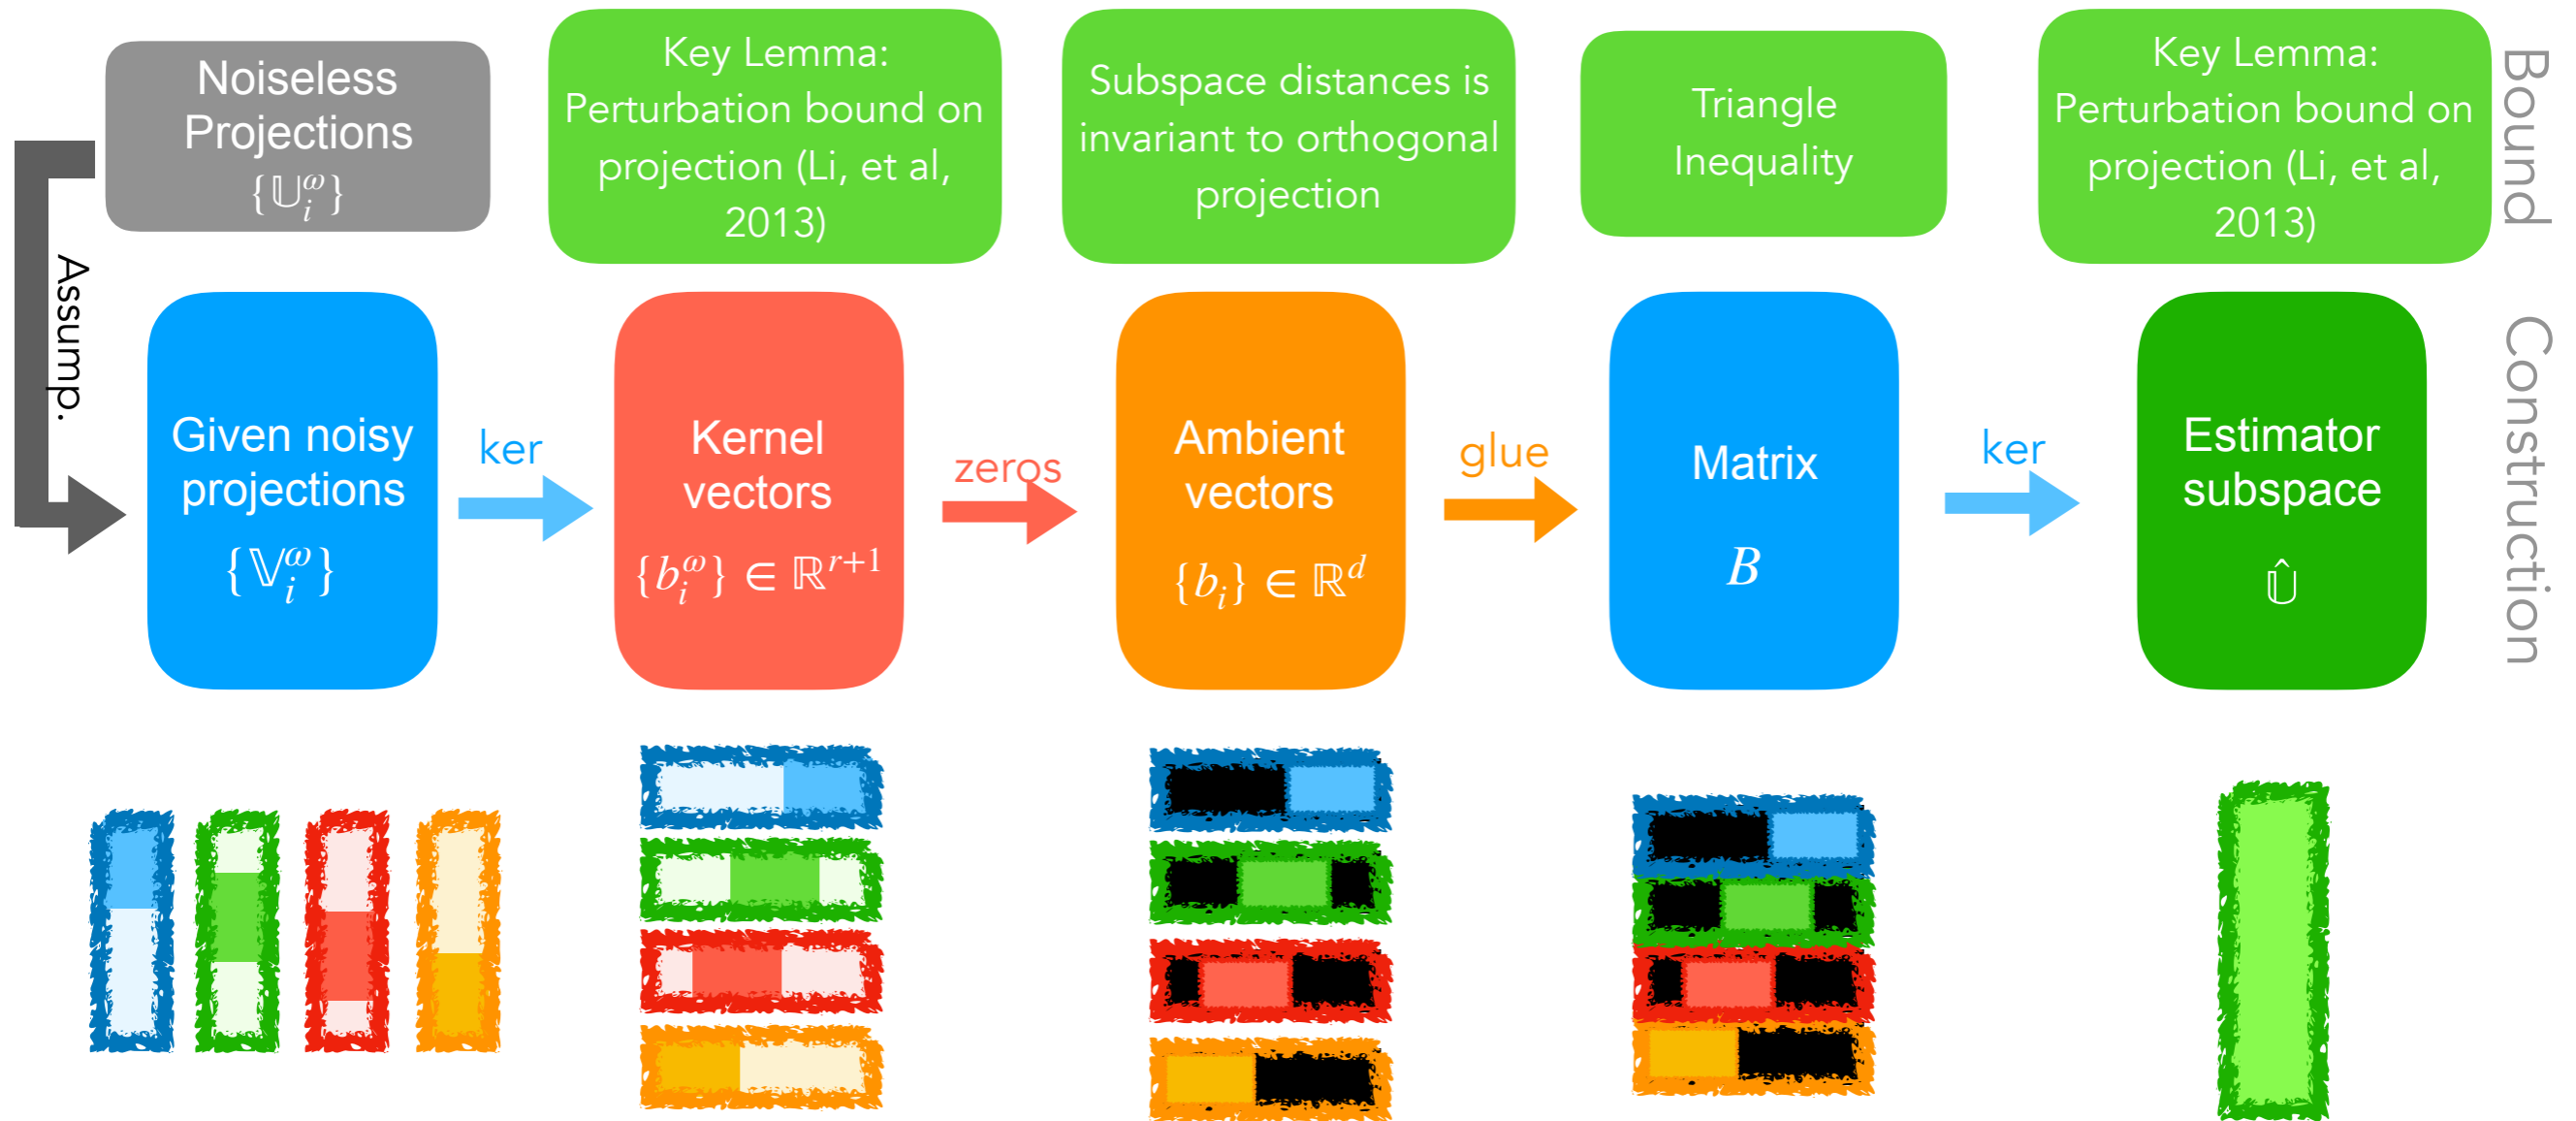 Noiseless
Projections
{𝕌ᵢ^ω}
Key Lemma:
Perturbation bound on
projection (Li, et al,
2013)
Subspace distances is
invariant to orthogonal
projection
Triangle
Inequality
Key Lemma:
Perturbation bound on
projection (Li, et al,
2013)
Bound
Assump.
Given noisy
projections
{𝕍ᵢ^ω}
ker
Kernel
vectors
{bᵢ^ω} ∈ ℝ^{r+1}
zeros
Ambient
vectors
{bᵢ} ∈ ℝ^d
glue
Matrix
B
ker
Estimator
subspace
𝕌̂
Construction